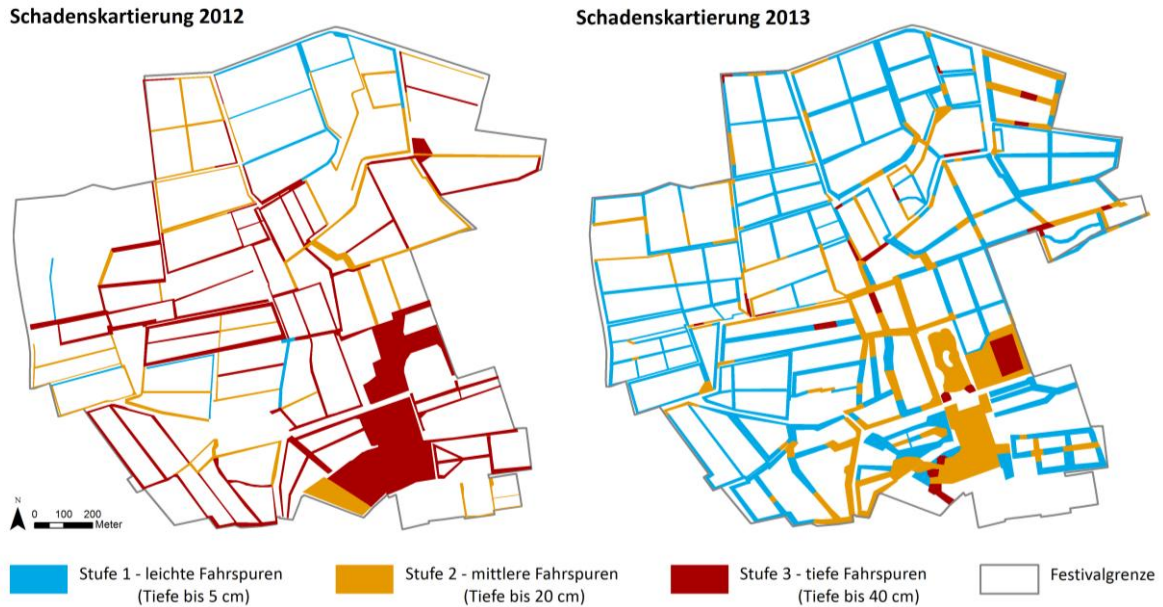 Schadenskartierung 2012
Schadenskartierung 2013
N
0 100 200
Meter
Stufe 1 - leichte Fahrspuren
(Tiefe bis 5 cm)
Stufe 2 - mittlere Fahrspuren
(Tiefe bis 20 cm)
Stufe 3 - tiefe Fahrspuren
(Tiefe bis 40 cm)
Festivalgrenze